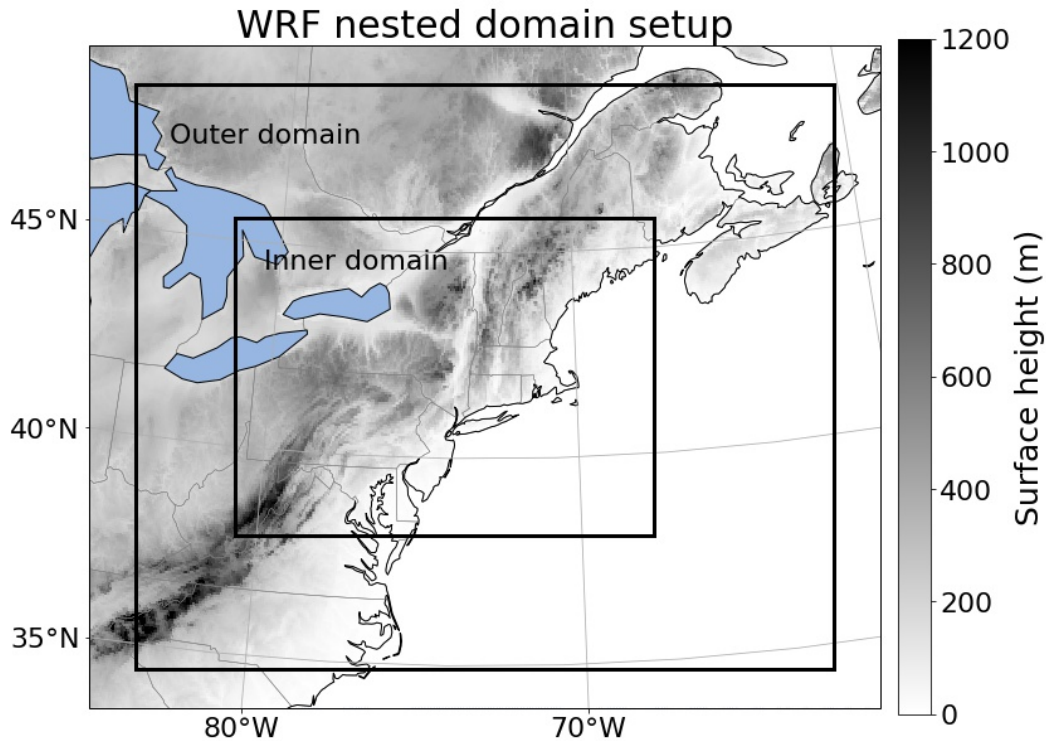 WRF nested domain setup
Outer domain
Inner domain
45°N
40°N
35°N
80°W
70°W
1200
1000
800
600
400
200
0
Surface height (m)